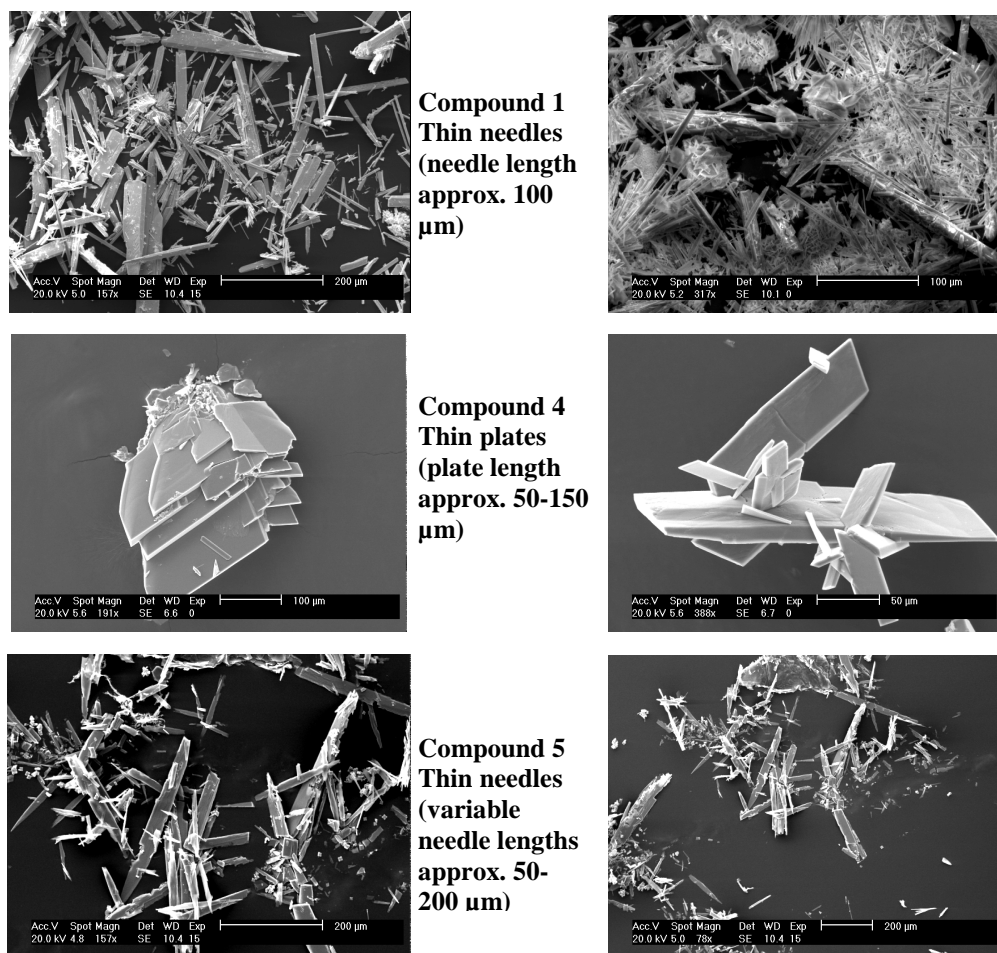 Compound 1
Thin needles
(needle length
approx. 100
µm)
Acc.V Spot Magn Det WD Exp 200 µm
20.0 kV 5.0 157x SE 10.4 15
Acc.V Spot Magn Det WD Exp 100 µm
20.0 kV 5.2 317x SE 10.1 0
Compound 4
Thin plates
(plate length
approx. 50-150
µm)
Acc.V Spot Magn Det WD Exp 100 µm
20.0 kV 5.6 191x SE 6.6 0
Acc.V Spot Magn Det WD Exp 50 µm
20.0 kV 5.6 388x SE 6.7 0
Compound 5
Thin needles
(variable
needle lengths
approx. 50-
200 µm)
Acc.V Spot Magn Det WD Exp 200 µm
20.0 kV 4.8 157x SE 10.4 15
Acc.V Spot Magn Det WD Exp 200 µm
20.0 kV 5.0 78x SE 10.4 15